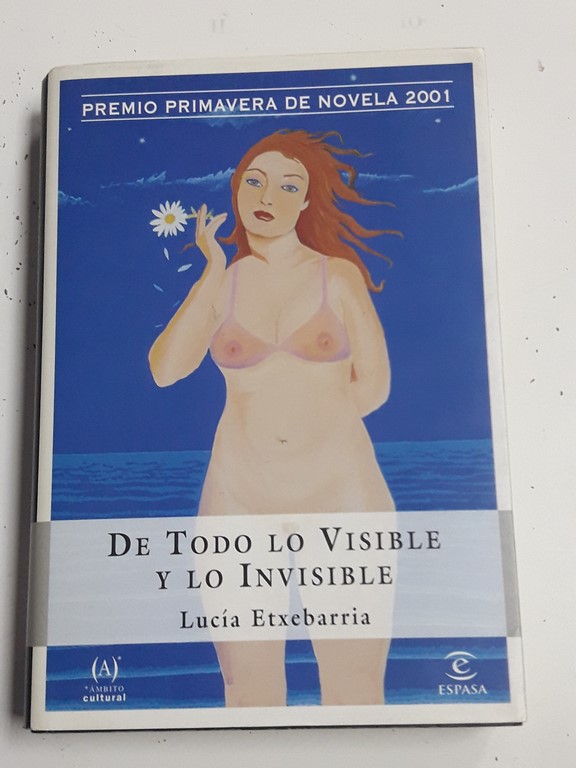 PREMIO PRIMAVERA DE NOVELA 2001
DE TODO LO VISIBLE
Y LO INVISIBLE
Lucía Etxebarria
(A)*
*ÁMBITO
cultural
e
ESPASA